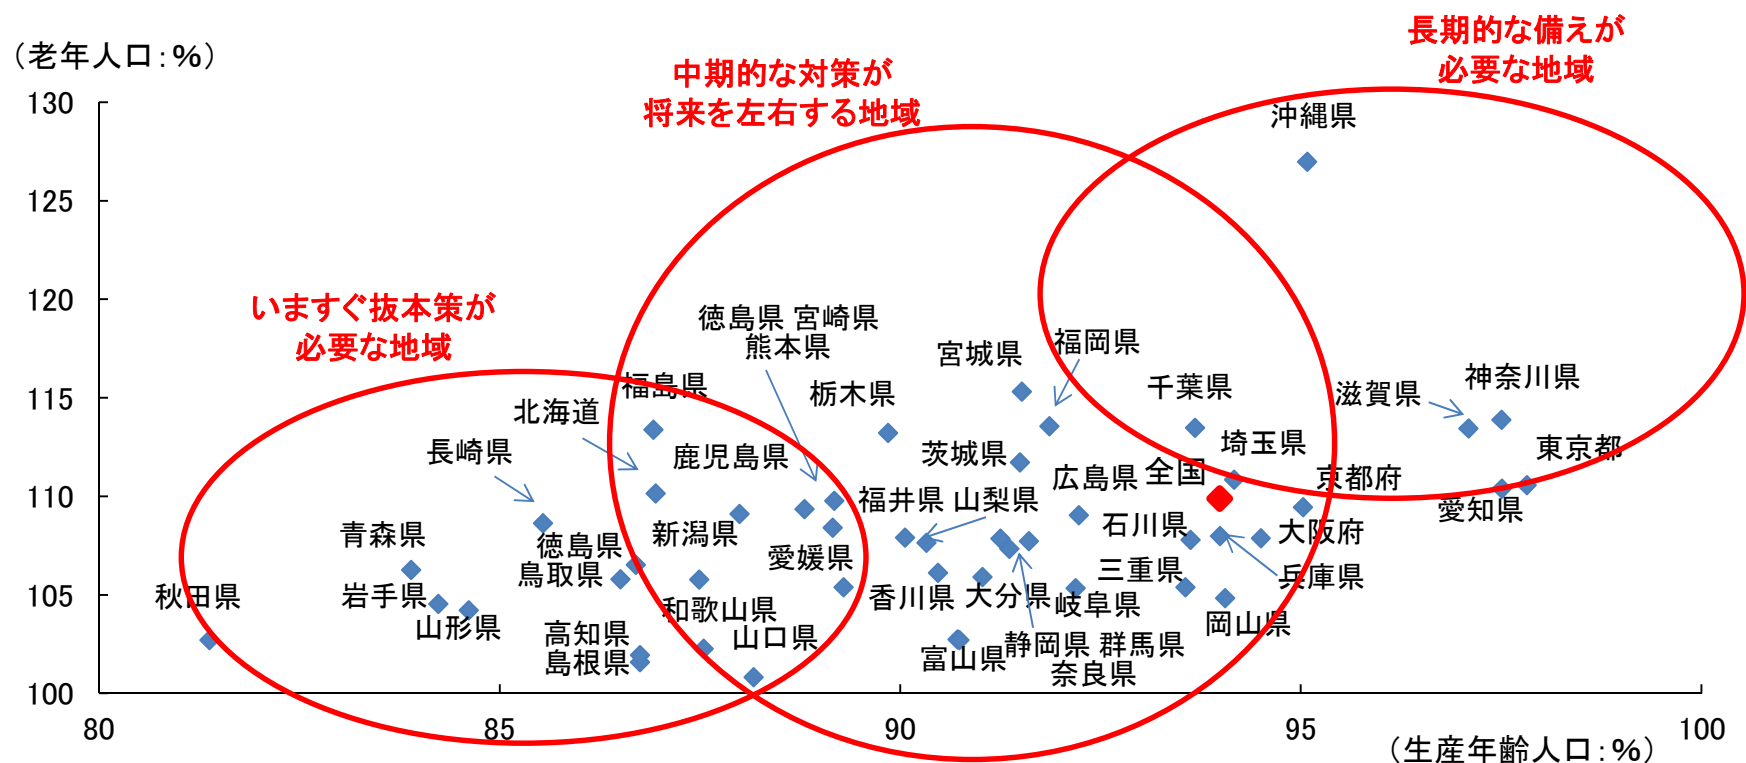 （老年人口：％）
長期的な備えが
必要な地域
中期的な対策が
将来を左右する地域
いますぐ抜本策が
必要な地域
130
125
120
115
110
105
100
沖縄県
徳島県 宮崎県
熊本県
宮城県
福岡県
福島県
栃木県
千葉県
滋賀県
神奈川県
北海道
長崎県
鹿児島県
茨城県
埼玉県
東京都
広島県
全国
京都府
福井県 山梨県
愛知県
青森県
徳島県
新潟県
石川県
大阪府
愛媛県
鳥取県
三重県
兵庫県
秋田県
岩手県
香川県
大分県
岐阜県
山形県
和歌山県
岡山県
高知県
山口県
島根県
富山県
静岡県 群馬県
奈良県
80
85
90
95
100
（生産年齢人口：％）